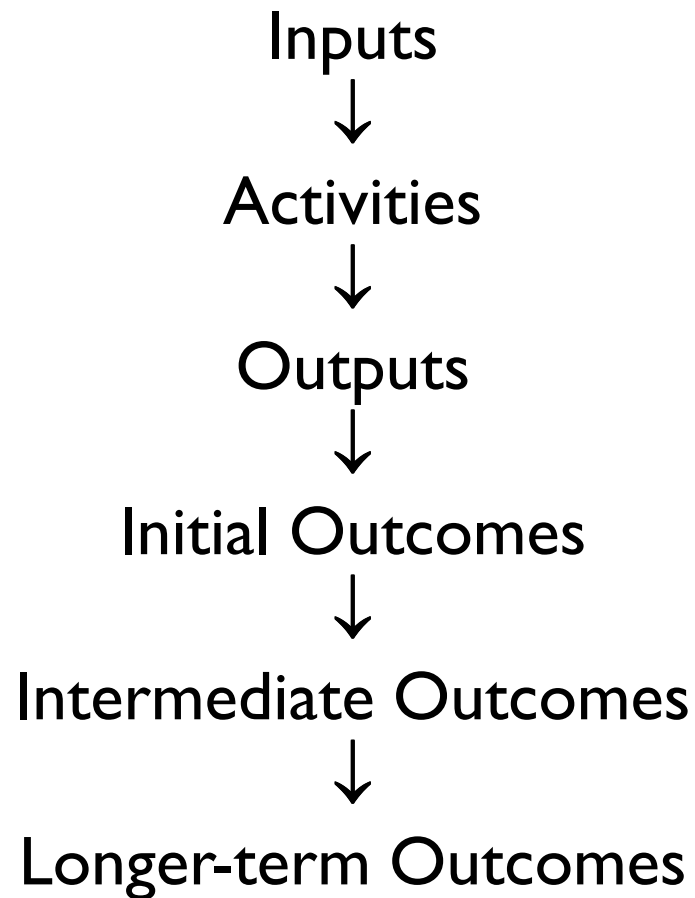 Inputs
↓
Activities
↓
Outputs
↓
Initial Outcomes
↓
Intermediate Outcomes
↓
Longer-term Outcomes